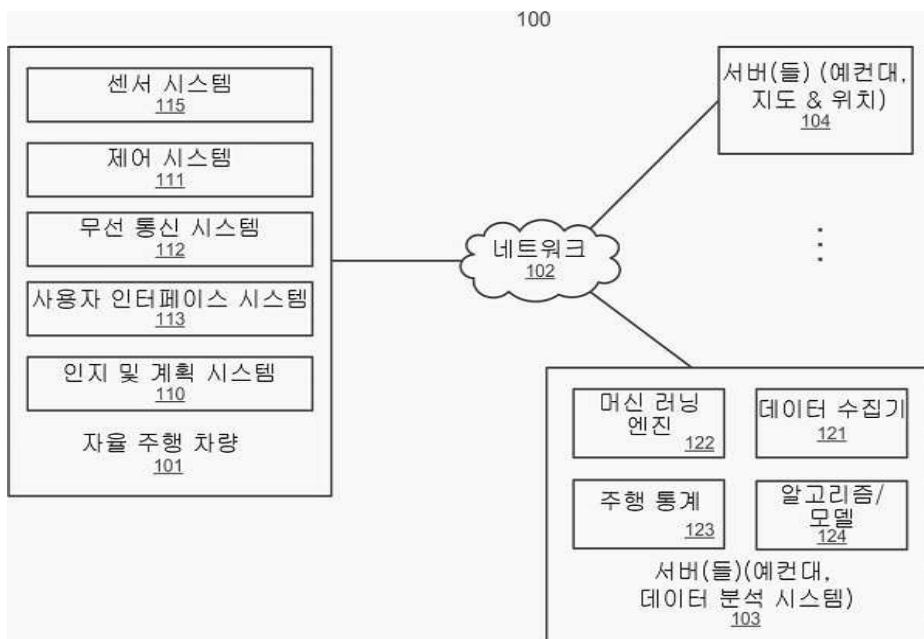 100
센서 시스템
115
제어 시스템
111
무선 통신 시스템
112
사용자 인터페이스 시스템
113
인지 및 계획 시스템
110
자율 주행 차량
101
네트워크
102
서버(들) (예컨대,
지도 & 위치)
104
머신 러닝
엔진
122
데이터 수집기
121
주행 통계
123
알고리즘/
모델
124
서버(들)(예컨대,
데이터 분석 시스템)
103